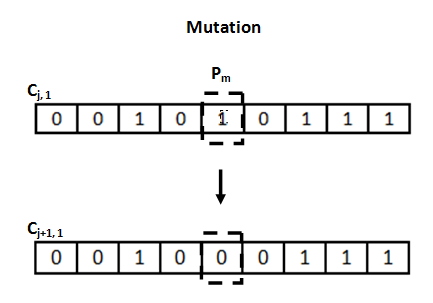 Mutation
Pm
Cj, 1
0 0 1 0 1 0 1 1 1
Cj+1, 1
0 0 1 0 0 0 1 1 1